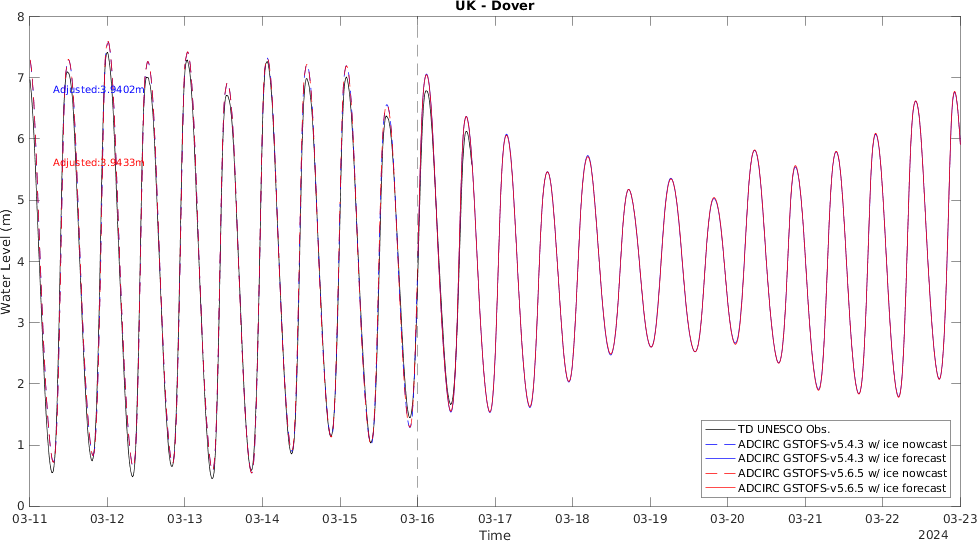 UK - Dover
8
7
6
5
4
3
2
1
0
Water Level (m)
Adjusted:3.9402m
Adjusted:3.9433m
TD UNESCO Obs.
ADCIRC GSTOFS-v5.4.3 w/ ice nowcast
ADCIRC GSTOFS-v5.4.3 w/ ice forecast
ADCIRC GSTOFS-v5.6.5 w/ ice nowcast
ADCIRC GSTOFS-v5.6.5 w/ ice forecast
03-11 03-12 03-13 03-14 03-15 03-16 03-17 03-18 03-19 03-20 03-21 03-22 03-23
Time
2024